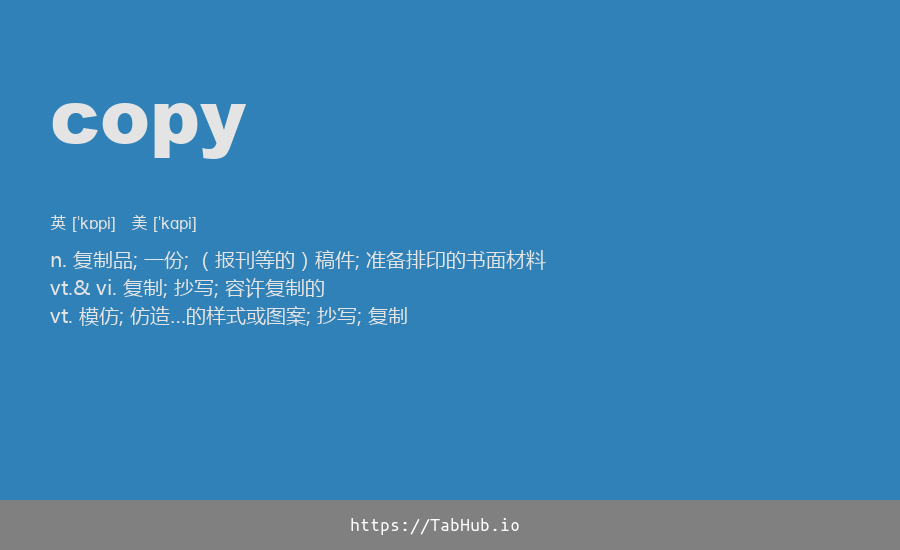 copy
英 [ˈkɒpi] 美 [ˈkɑpi]
n. 复制品; 一份; （报刊等的）稿件; 准备排印的书面材料
vt.& vi. 复制; 抄写; 容许复制的
vt. 模仿; 仿造…的样式或图案; 抄写; 复制
https://TabHub.io